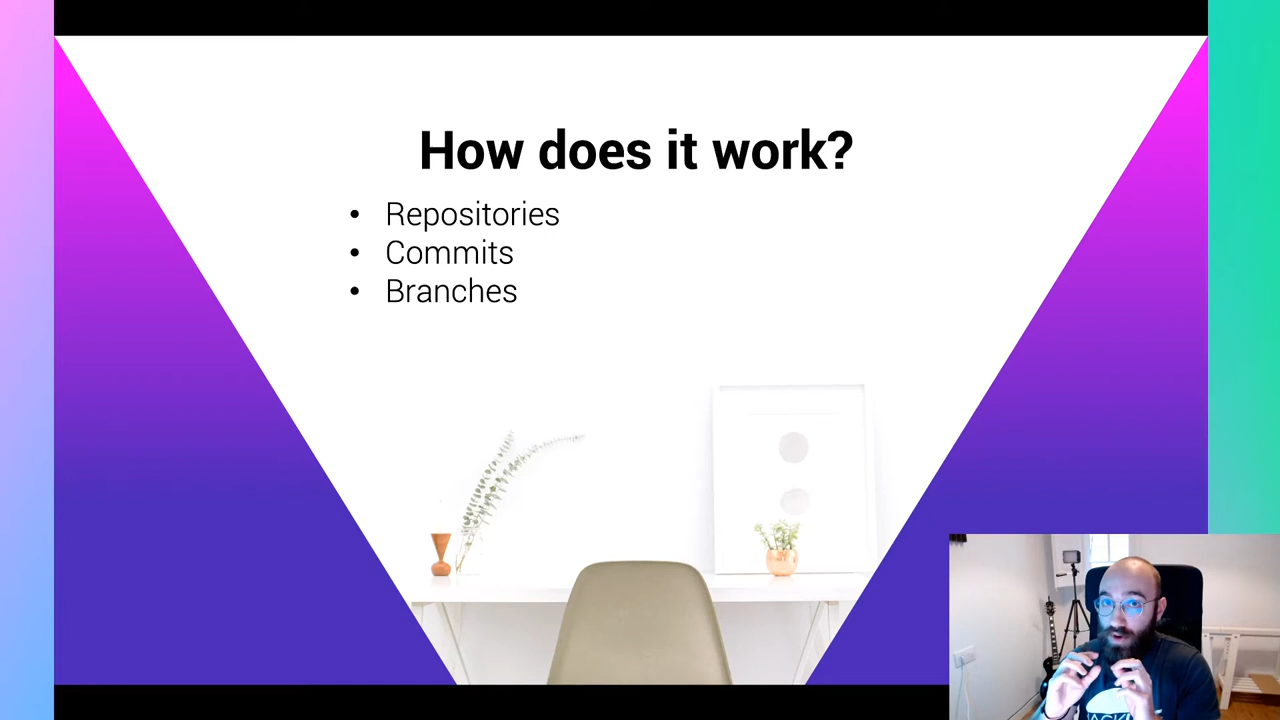 How does it work?
• Repositories
• Commits
• Branches